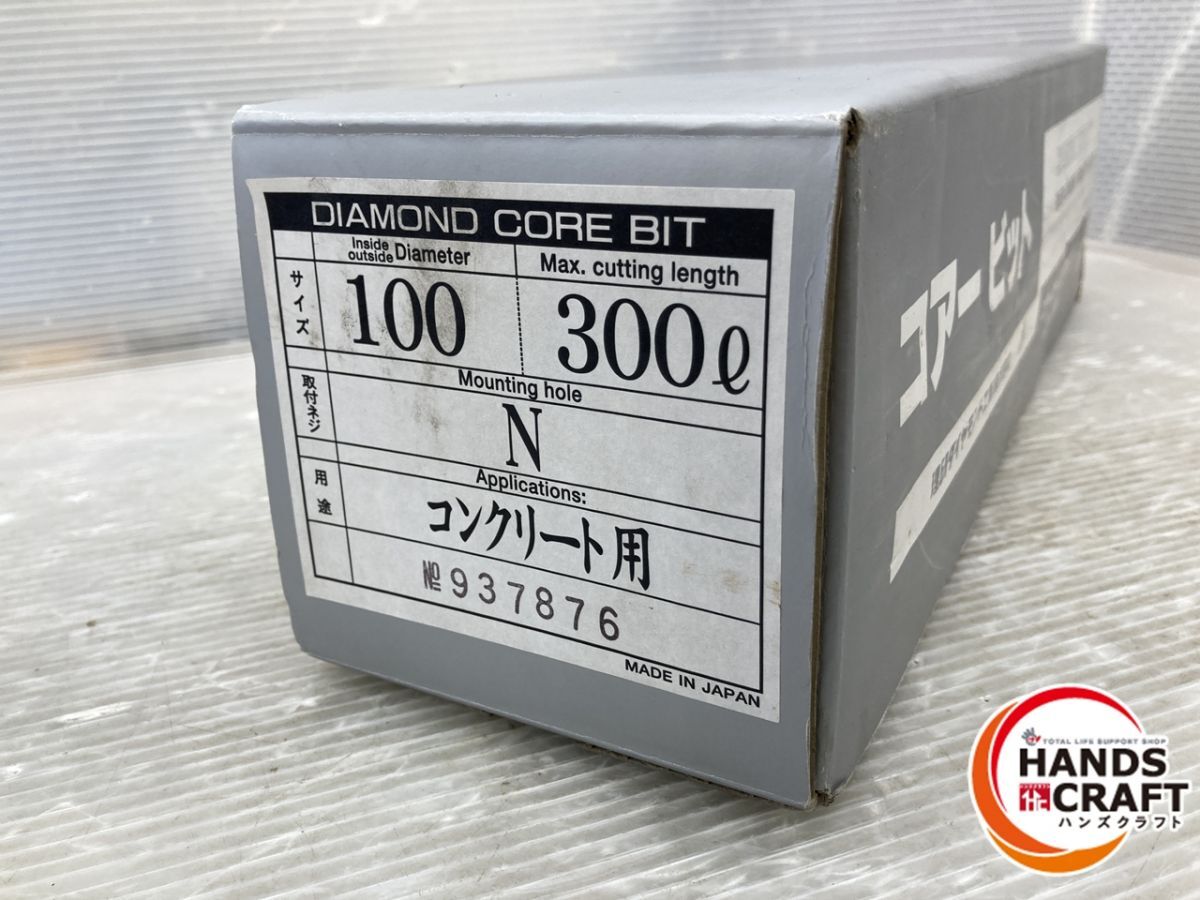 DIAMOND CORE BIT
サイズ
Inside outside Diameter
Max. cutting length
100
300ℓ
取付ネジ
Mounting hole
N
用途
Applications:
コンクリート用
№937876
MADE IN JAPAN
コアービット
TOTAL LIFE SUPPORT SHOP
HANDS
CRAFT
ハンズクラフト